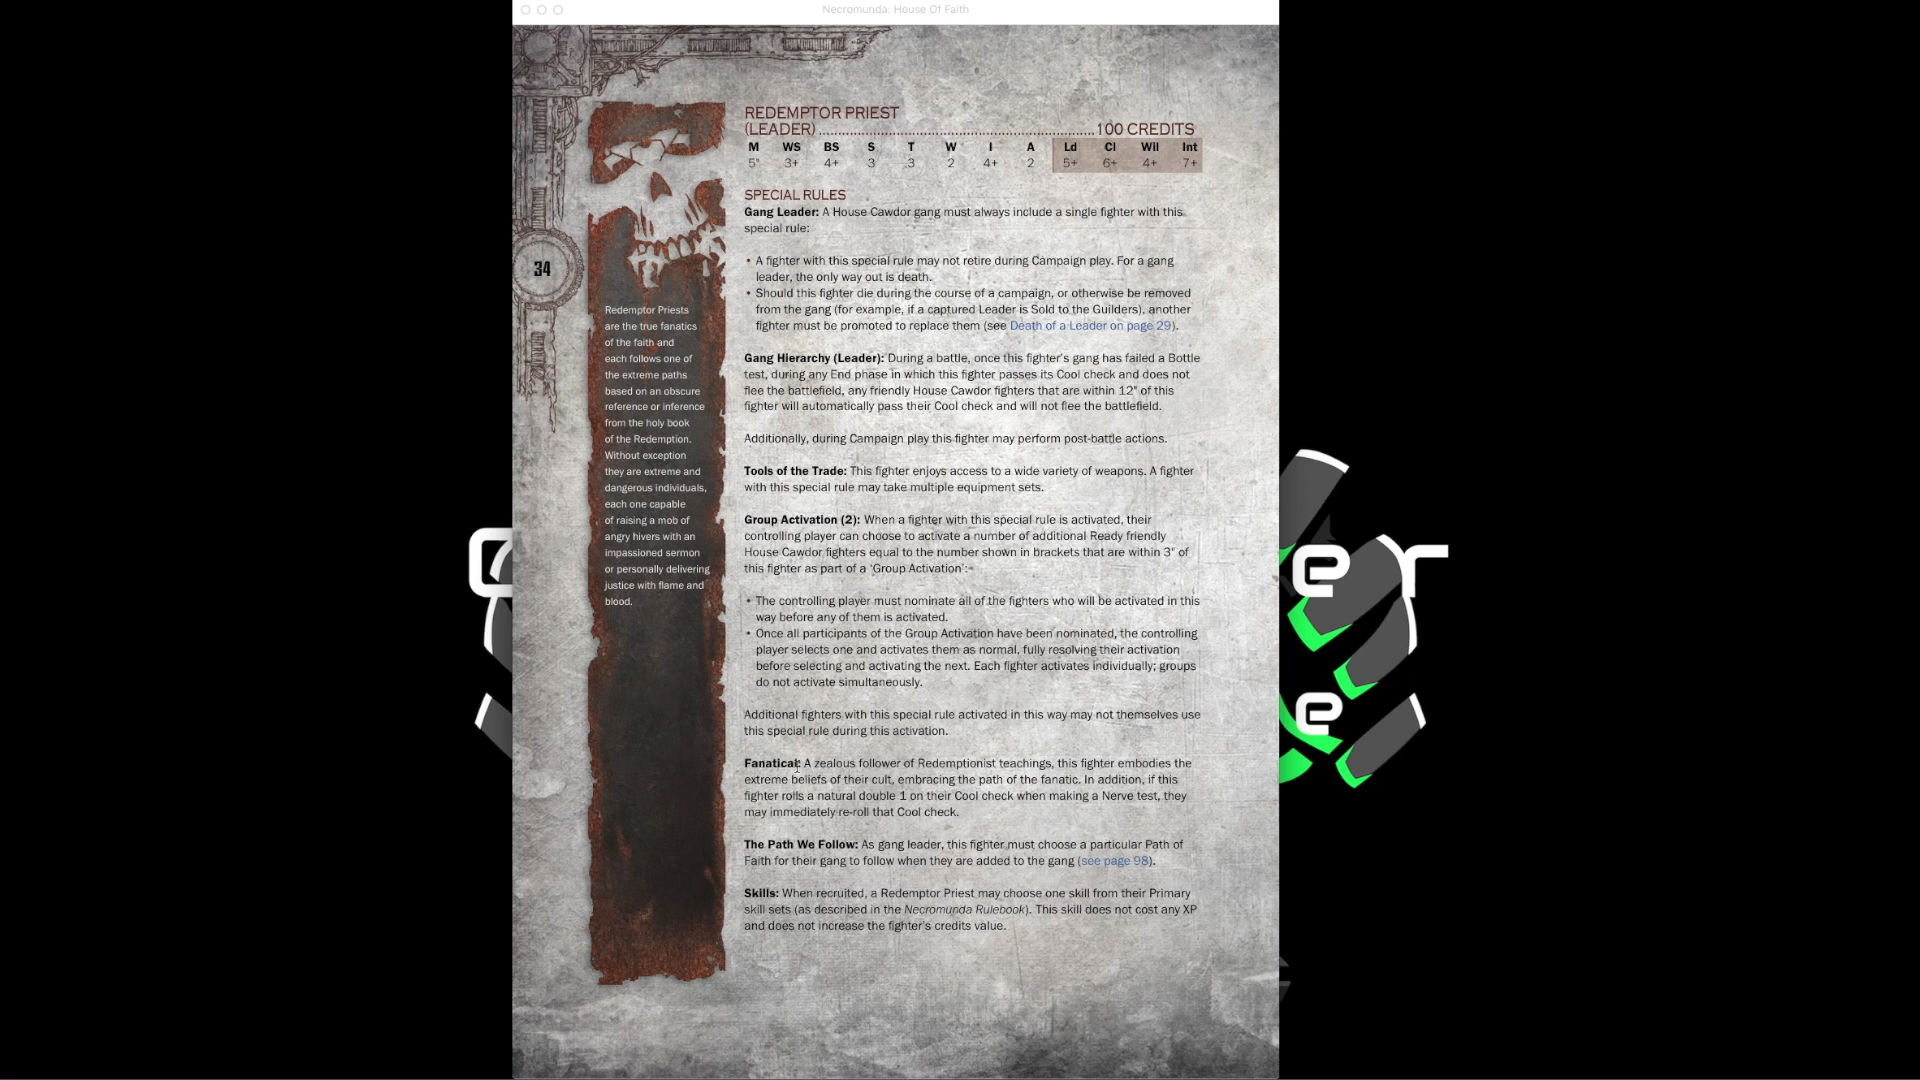 Necromunda: House Of Faith
34
Redemptor Priests
are the true fanatics
of the faith and
each follows one of
the extreme paths
based on an obscure
reference or inference
from the holy book
of the Redemption.
Without exception
they are extreme and
dangerous individuals,
each one capable
of raising a mob of
angry hivers with an
impassioned sermon
or personally delivering
justice with flame and
blood.
REDEMPTOR PRIEST
(LEADER) ........................................................................100 CREDITS
M WS BS S T W I A Ld Cl Wil Int
5" 3+ 4+ 3 3 2 4+ 2 5+ 6+ 4+ 7+
SPECIAL RULES
Gang Leader: A House Cawdor gang must always include a single fighter with this
special rule:
• A fighter with this special rule may not retire during Campaign play. For a gang
leader, the only way out is death.
• Should this fighter die during the course of a campaign, or otherwise be removed
from the gang (for example, if a captured Leader is Sold to the Guilders), another
fighter must be promoted to replace them (see Death of a Leader on page 29).
Gang Hierarchy (Leader): During a battle, once this fighter's gang has failed a Bottle
test, during any End phase in which this fighter passes its Cool check and does not
flee the battlefield, any friendly House Cawdor fighters that are within 12" of this
fighter will automatically pass their Cool check and will not flee the battlefield.
Additionally, during Campaign play this fighter may perform post-battle actions.
Tools of the Trade: This fighter enjoys access to a wide variety of weapons. A fighter
with this special rule may take multiple equipment sets.
Group Activation (2): When a fighter with this special rule is activated, their
controlling player can choose to activate a number of additional Ready friendly
House Cawdor fighters equal to the number shown in brackets that are within 3" of
this fighter as part of a 'Group Activation':
• The controlling player must nominate all of the fighters who will be activated in this
way before any of them is activated.
• Once all participants of the Group Activation have been nominated, the controlling
player selects one and activates them as normal, fully resolving their activation
before selecting and activating the next. Each fighter activates individually; groups
do not activate simultaneously.
Additional fighters with this special rule activated in this way may not themselves use
this special rule during this activation.
Fanatical: A zealous follower of Redemptionist teachings, this fighter embodies the
extreme beliefs of their cult, embracing the path of the fanatic. In addition, if this
fighter rolls a natural double 1 on their Cool check when making a Nerve test, they
may immediately re-roll that Cool check.
The Path We Follow: As gang leader, this fighter must choose a particular Path of
Faith for their gang to follow when they are added to the gang (see page 98).
Skills: When recruited, a Redemptor Priest may choose one skill from their Primary
skill sets (as described in the Necromunda Rulebook). This skill does not cost any XP
and does not increase the fighter's credits value.
er
e